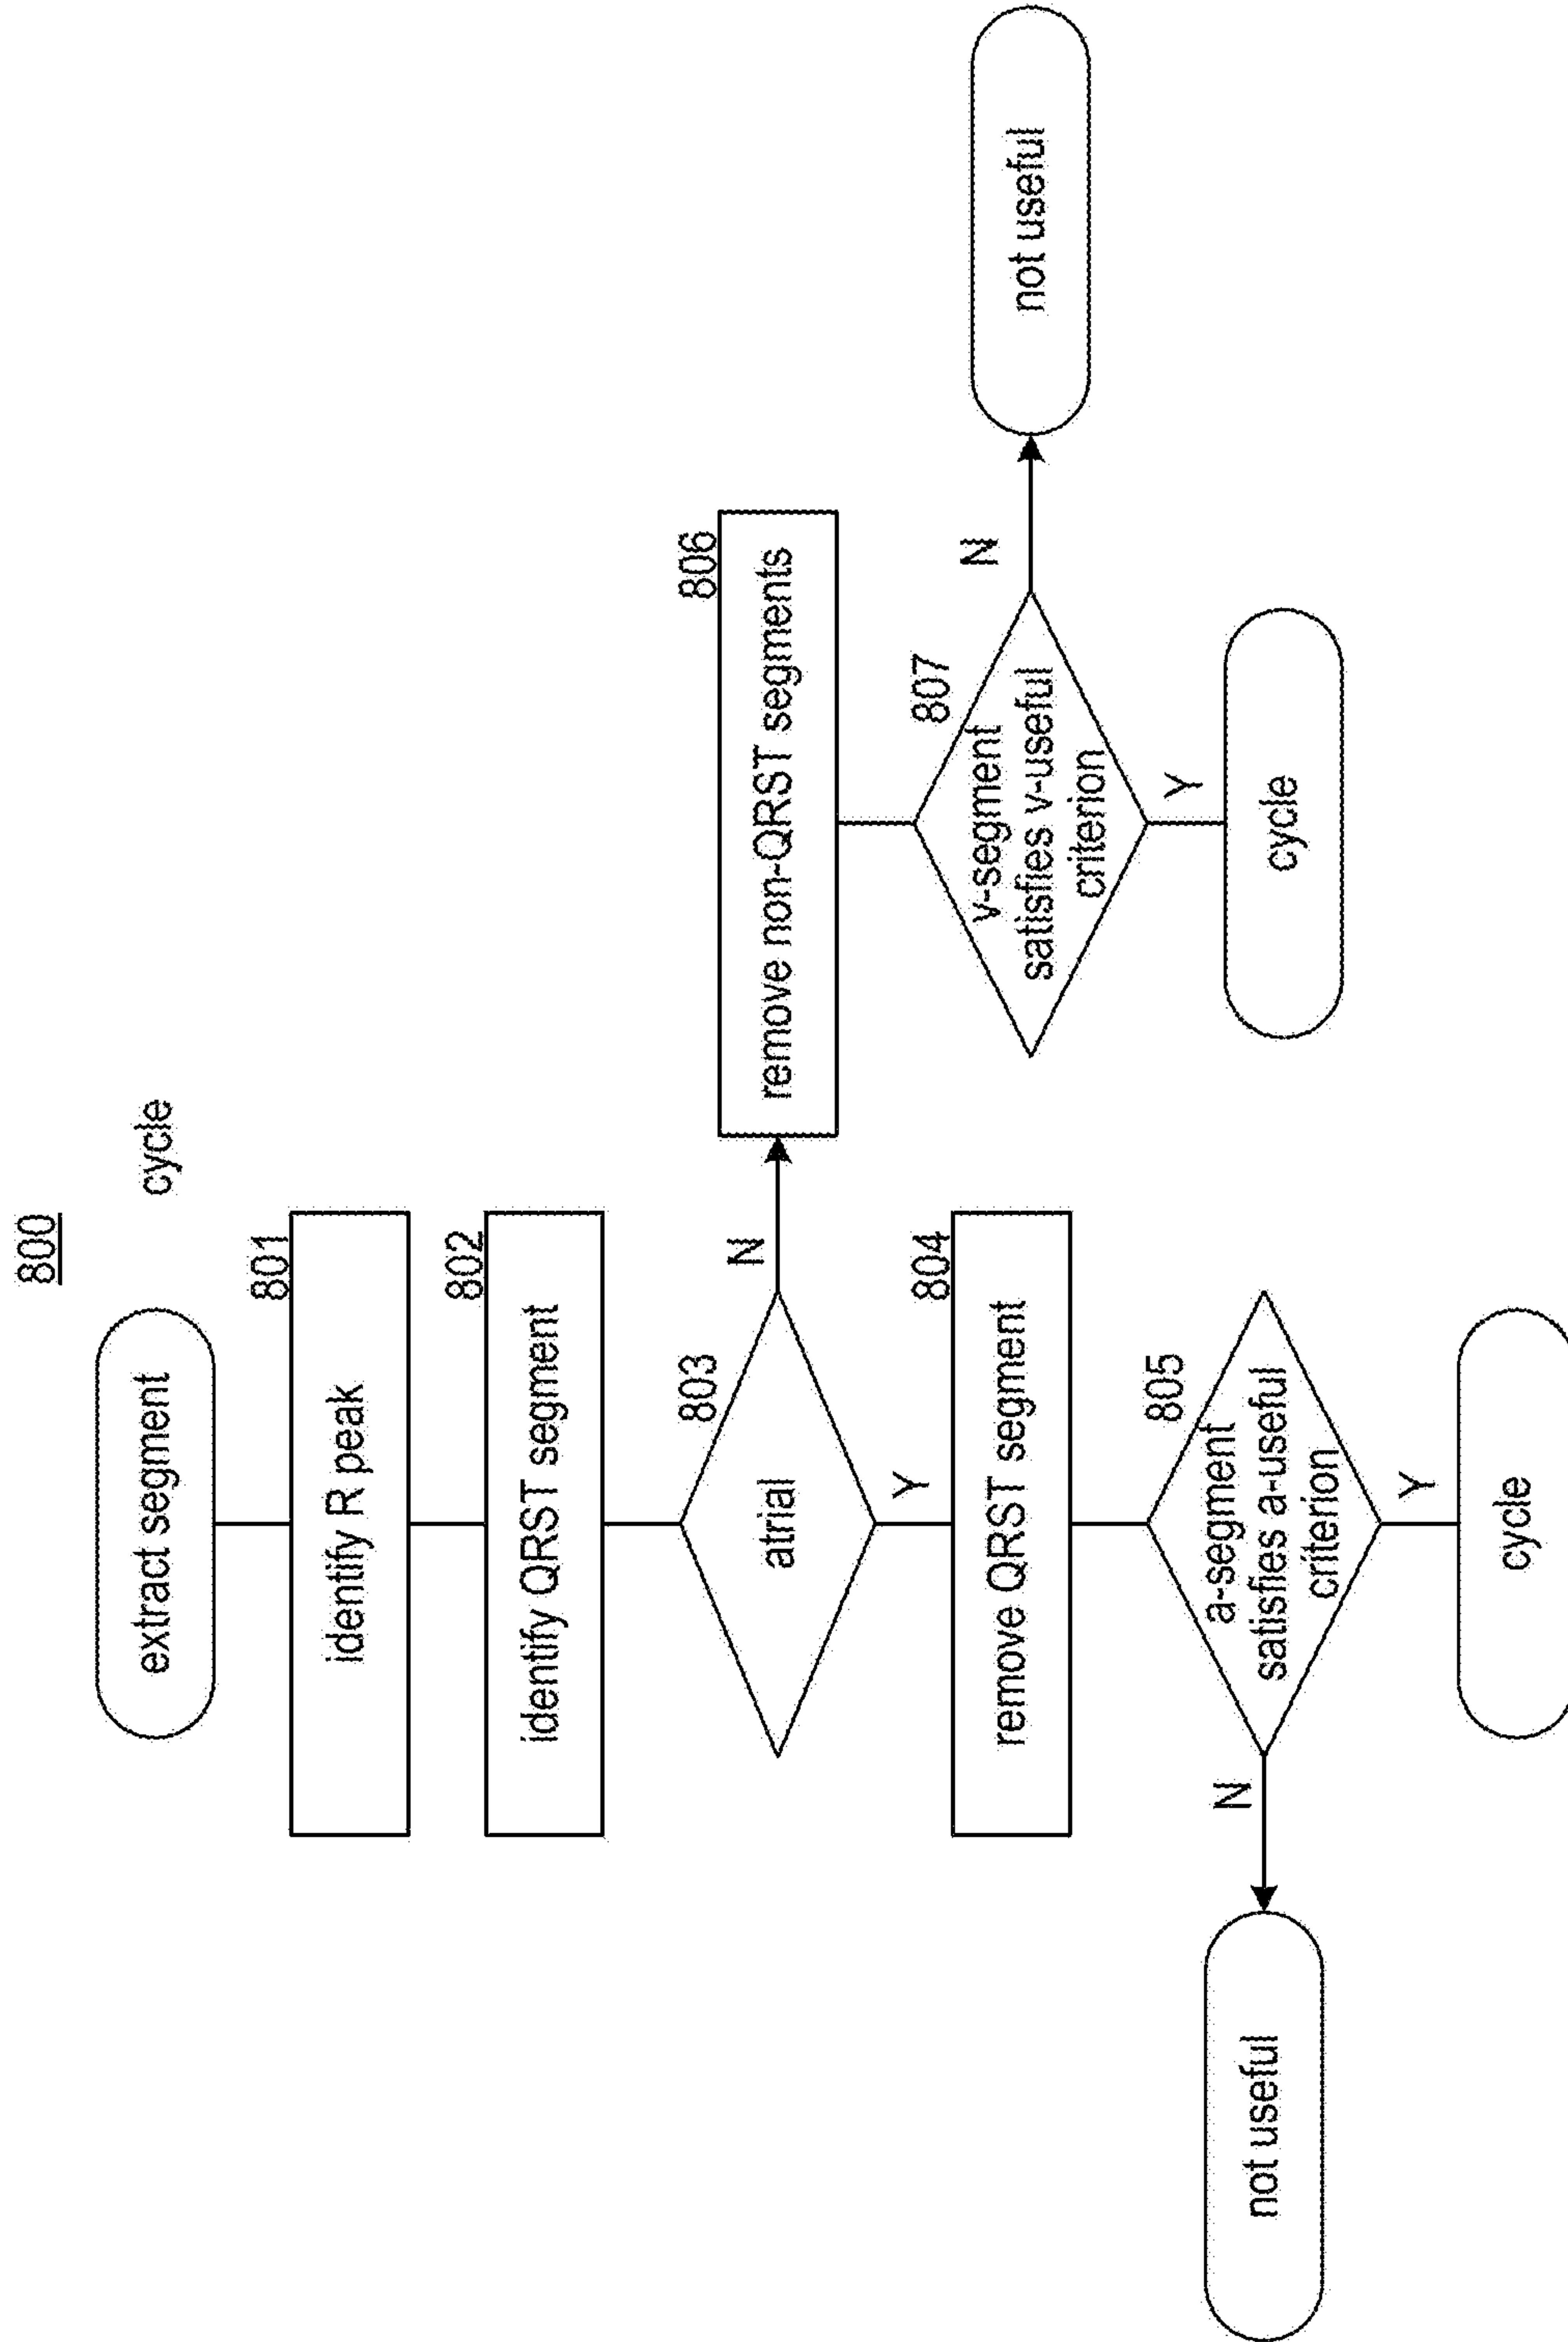 800
extract segment
cycle
801
identify R peak
802
identify QRST segment
803
atrial
N
Y
806
remove non-QRST segments
804
remove QRST segment
807
v-segment
satisfies v-useful
criterion
N
not useful
Y
cycle
805
a-segment
satisfies a-useful
criterion
N
not useful
Y
cycle